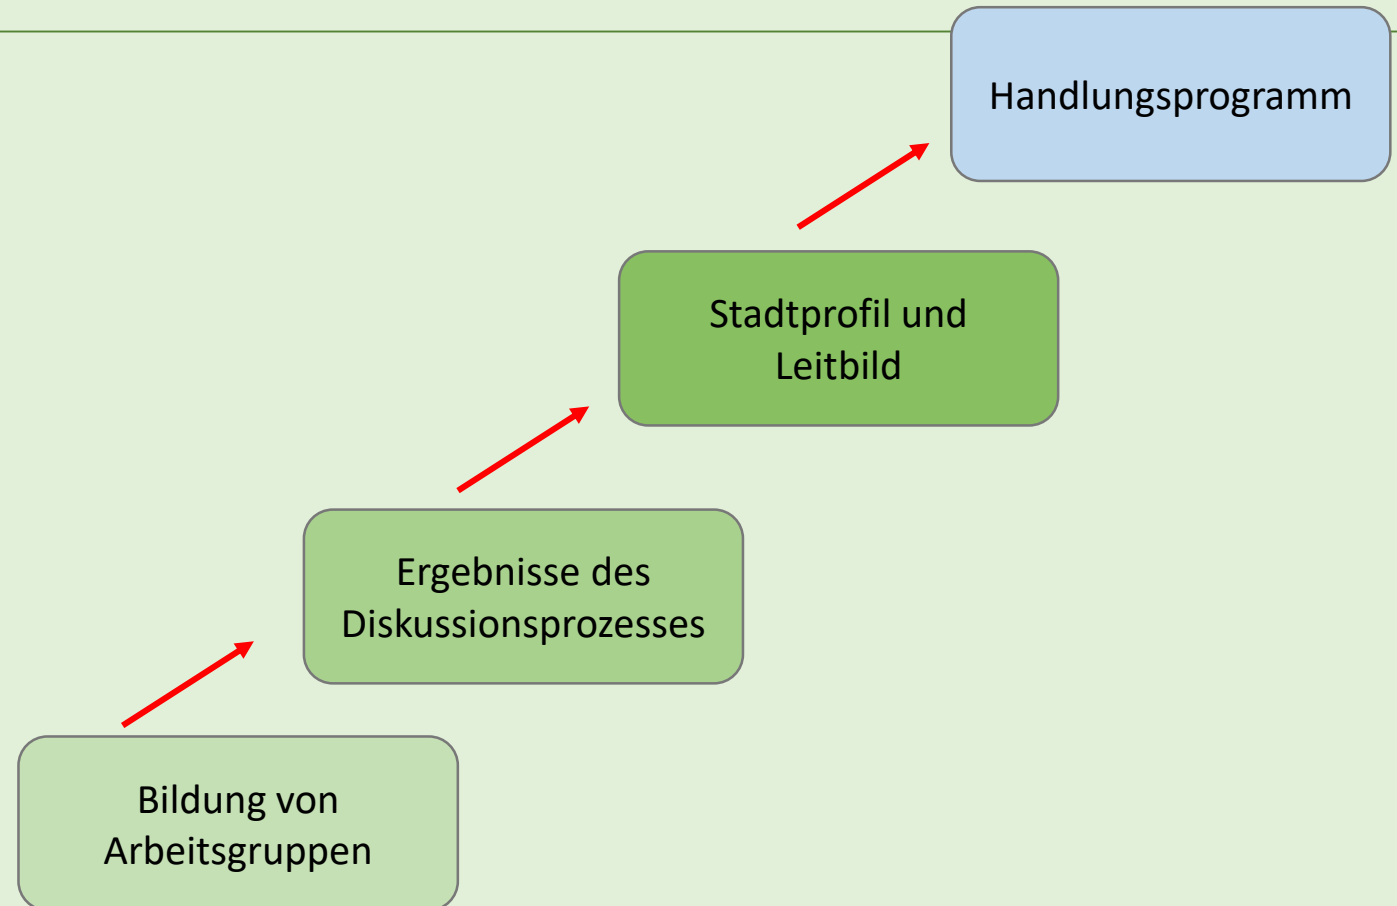 Handlungsprogramm
Stadtprofil und
Leitbild
Ergebnisse des
Diskussionsprozesses
Bildung von
Arbeitsgruppen